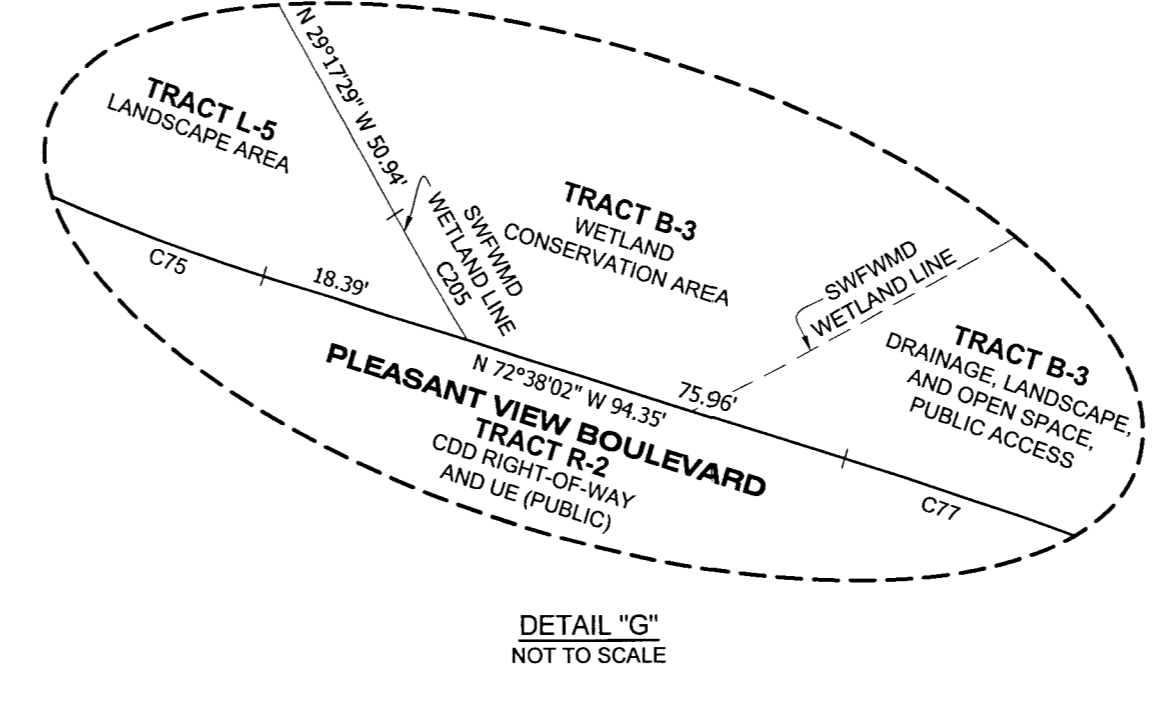 N 29°17'29" W 50.94'
TRACT L-5
LANDSCAPE AREA
SWFWMD
WETLAND LINE
C205
TRACT B-3
WETLAND
CONSERVATION AREA
SWFWMD
WETLAND LINE
TRACT B-3
DRAINAGE, LANDSCAPE,
AND OPEN SPACE,
PUBLIC ACCESS
C75
18.39'
N 72°38'02" W 94.35'
75.96'
C77
PLEASANT VIEW BOULEVARD
TRACT R-2
CDD RIGHT-OF-WAY
AND UE (PUBLIC)
DETAIL "G"
NOT TO SCALE